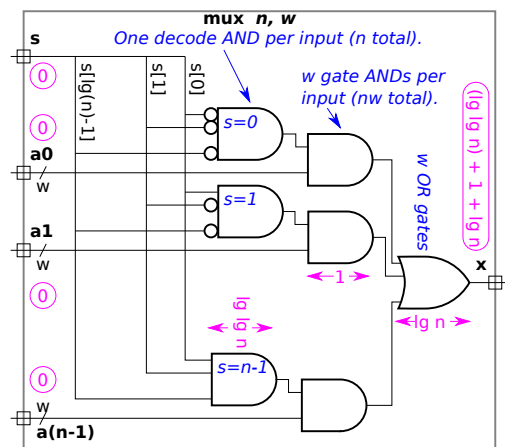 mux n, w
One decode AND per input (n total).
s
0
s[lg(n)-1]
s[1]
s[0]
w gate ANDs per
input (nw total).
0
s=0
(lg lg n) + 1 + lg n
a0
w
w OR gates
s=1
a1
w
x
1
0
lg n
lg lg n
s=n-1
0
w
a(n-1)